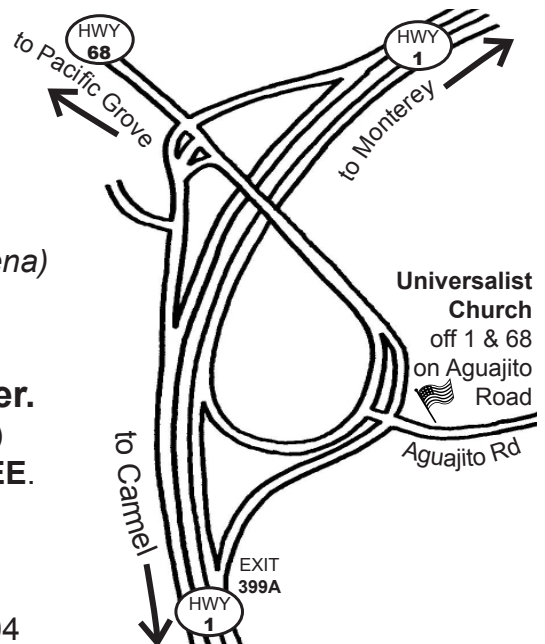 HWY
68
to Pacific Grove
HWY
1
to Monterey
ena)
Universalist
Church
off 1 & 68
on Aguajito
Road
er.
)
EE.
Aguajito Rd
to Carmel
EXIT
399A
HWY
1
04